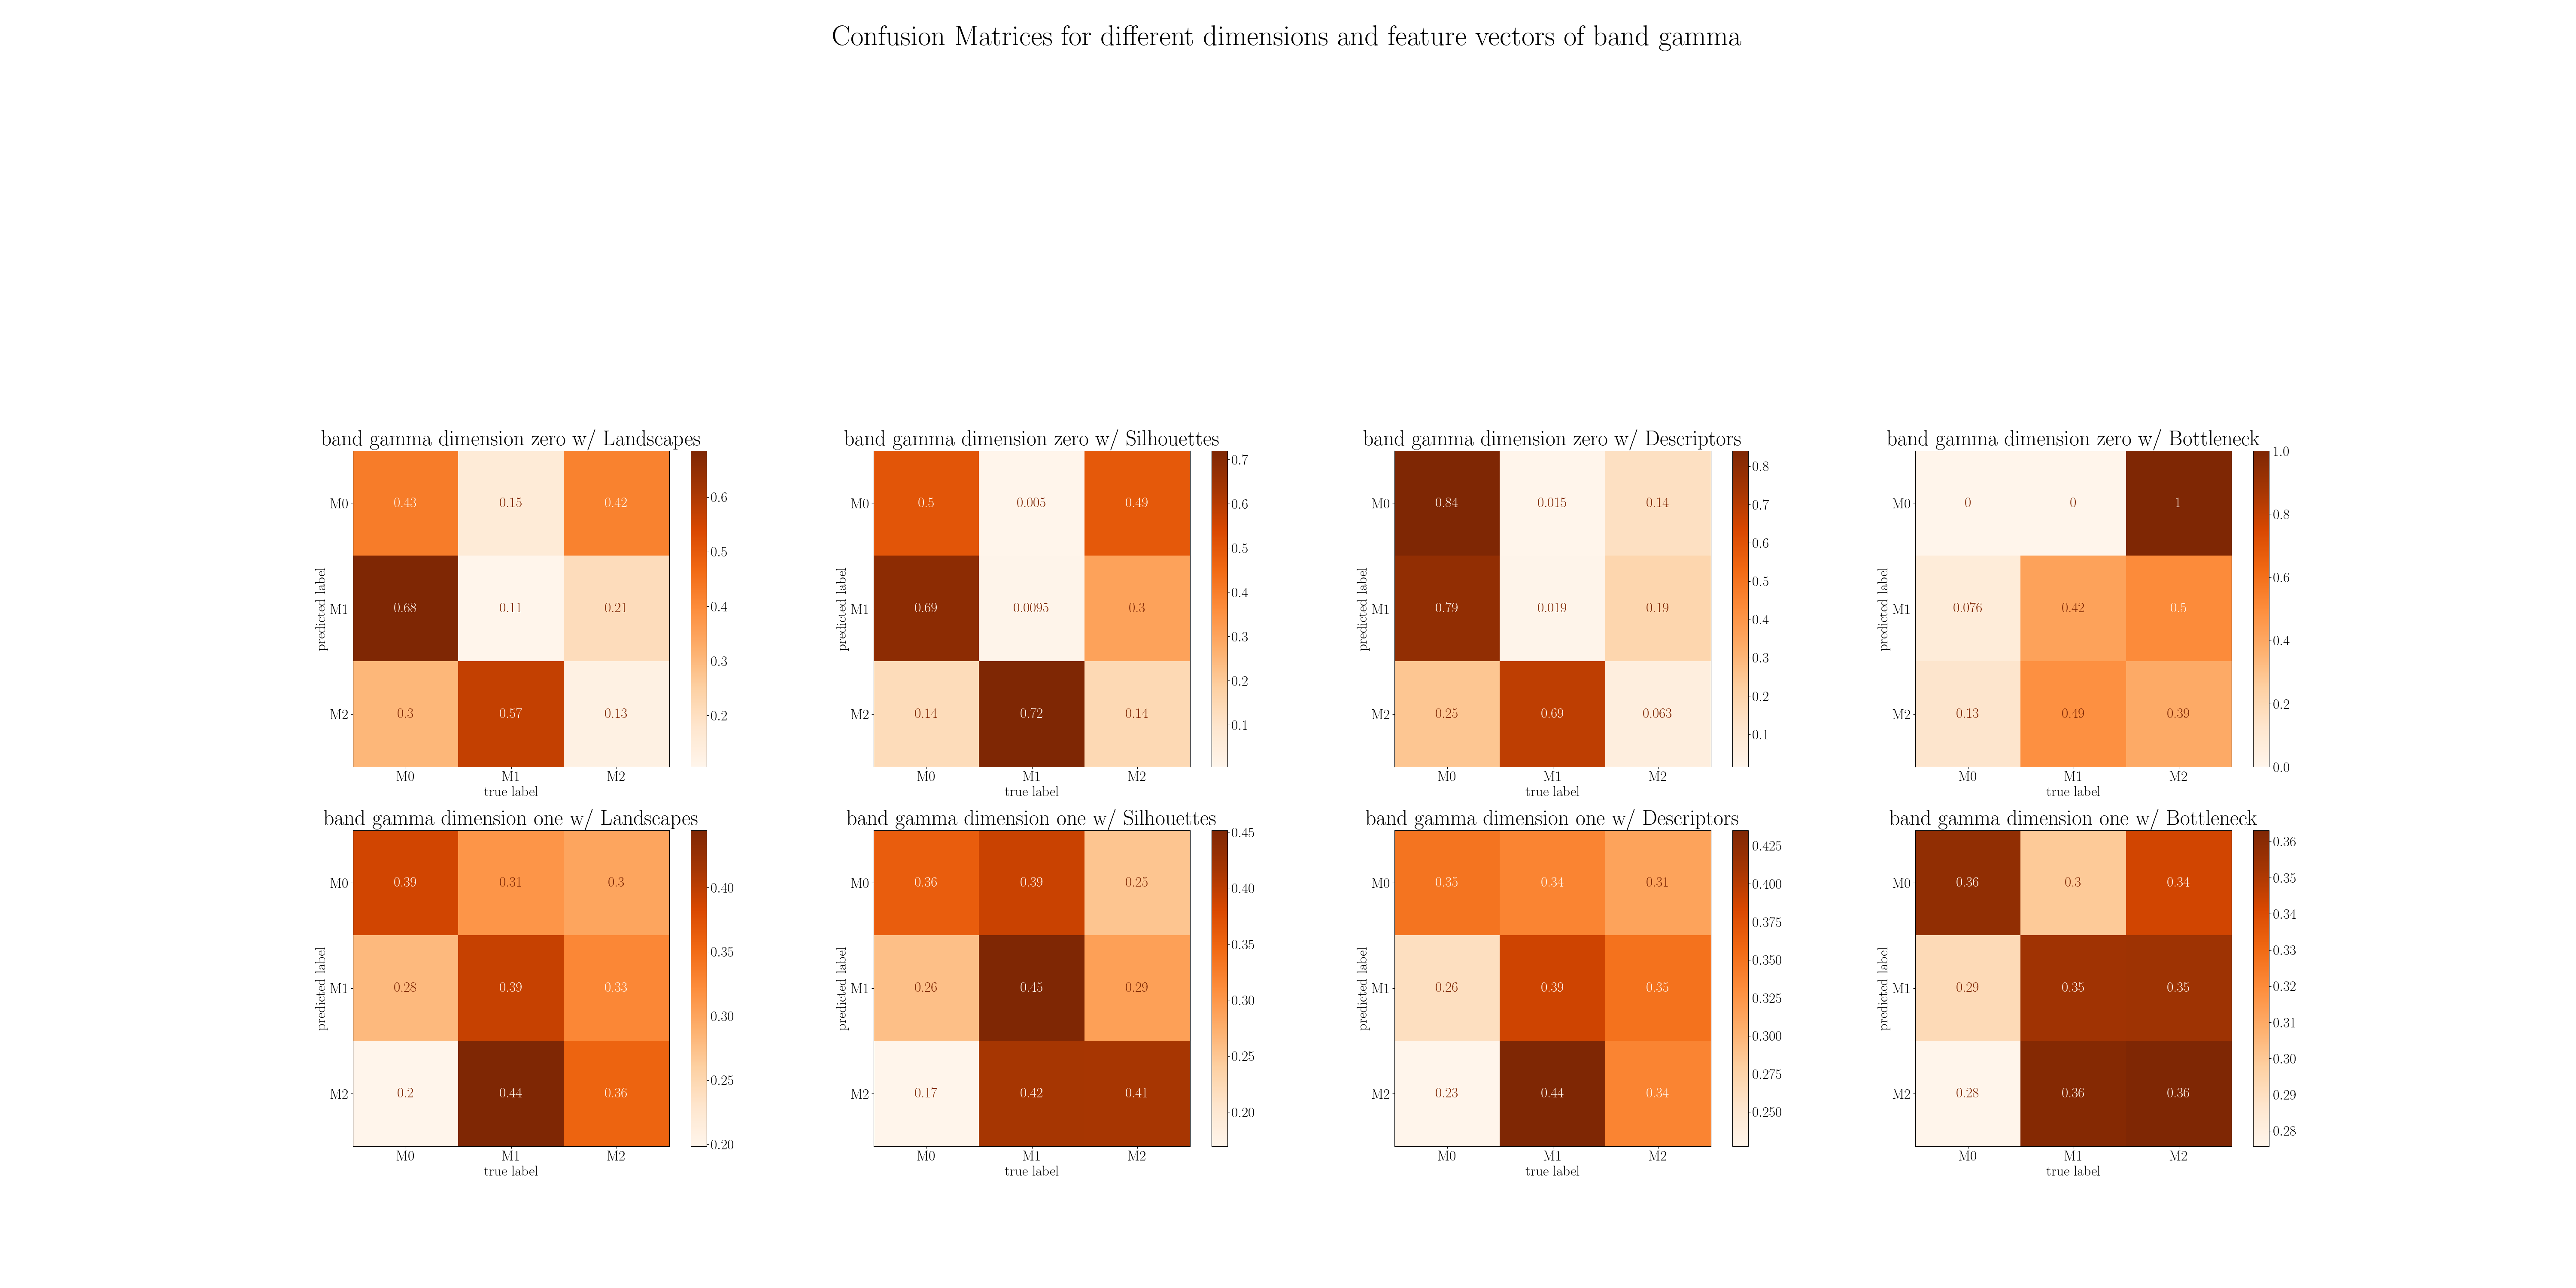 Confusion Matrices for different dimensions and feature vectors of band gamma
band gamma dimension zero w/ Landscapes
predicted label
M0 0.43 0.15 0.42
M1 0.68 0.11 0.21
M2 0.3 0.57 0.13
M0 M1 M2
true label
0.6
0.5
0.4
0.3
0.2
band gamma dimension zero w/ Silhouettes
predicted label
M0 0.5 0.005 0.49
M1 0.69 0.0095 0.3
M2 0.14 0.72 0.14
M0 M1 M2
true label
0.7
0.6
0.5
0.4
0.3
0.2
0.1
band gamma dimension zero w/ Descriptors
predicted label
M0 0.84 0.015 0.14
M1 0.79 0.019 0.19
M2 0.25 0.69 0.063
M0 M1 M2
true label
0.8
0.7
0.6
0.5
0.4
0.3
0.2
0.1
band gamma dimension zero w/ Bottleneck
predicted label
M0 0 0 1
M1 0.076 0.42 0.5
M2 0.13 0.49 0.39
M0 M1 M2
true label
1.0
0.8
0.6
0.4
0.2
0.0
band gamma dimension one w/ Landscapes
predicted label
M0 0.39 0.31 0.3
M1 0.28 0.39 0.33
M2 0.2 0.44 0.36
M0 M1 M2
true label
0.40
0.35
0.30
0.25
0.20
band gamma dimension one w/ Silhouettes
predicted label
M0 0.36 0.39 0.25
M1 0.26 0.45 0.29
M2 0.17 0.42 0.41
M0 M1 M2
true label
0.45
0.40
0.35
0.30
0.25
0.20
band gamma dimension one w/ Descriptors
predicted label
M0 0.35 0.34 0.31
M1 0.26 0.39 0.35
M2 0.23 0.44 0.34
M0 M1 M2
true label
0.425
0.400
0.375
0.350
0.325
0.300
0.275
0.250
band gamma dimension one w/ Bottleneck
predicted label
M0 0.36 0.3 0.34
M1 0.29 0.35 0.35
M2 0.28 0.36 0.36
M0 M1 M2
true label
0.36
0.35
0.34
0.33
0.32
0.31
0.30
0.29
0.28